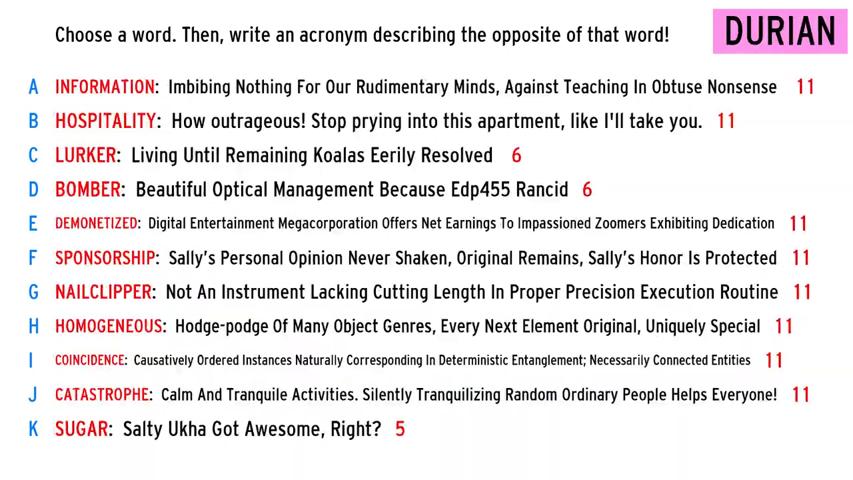 Choose a word. Then, write an acronym describing the opposite of that word!
DURIAN
A INFORMATION: Imbibing Nothing For Our Rudimentary Minds, Against Teaching In Obtuse Nonsense 11
B HOSPITALITY: How outrageous! Stop prying into this apartment, like I'll take you. 11
C LURKER: Living Until Remaining Koalas Eerily Resolved 6
D BOMBER: Beautiful Optical Management Because Edp455 Rancid 6
E DEMONETIZED: Digital Entertainment Megacorporation Offers Net Earnings To Impassioned Zoomers Exhibiting Dedication 11
F SPONSORSHIP: Sally's Personal Opinion Never Shaken, Original Remains, Sally's Honor Is Protected 11
G NAILCLIPPER: Not An Instrument Lacking Cutting Length In Proper Precision Execution Routine 11
H HOMOGENEOUS: Hodge-podge Of Many Object Genres, Every Next Element Original, Uniquely Special 11
I COINCIDENCE: Causatively Ordered Instances Naturally Corresponding In Deterministic Entanglement; Necessarily Connected Entities 11
J CATASTROPHE: Calm And Tranquile Activities. Silently Tranquilizing Random Ordinary People Helps Everyone! 11
K SUGAR: Salty Ukha Got Awesome, Right? 5